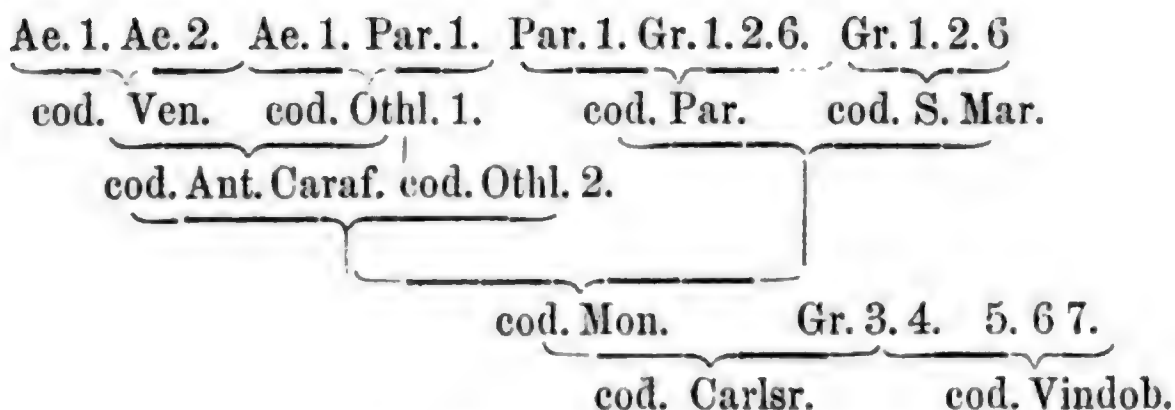 Ae. 1. Ae. 2. Ae. 1. Par. 1. Par. 1. Gr. 1. 2. 6. Gr. 1. 2. 6
cod. Ven. cod. Othl. 1. cod. Par. cod. S. Mar.
cod. Ant. Caraf. cod. Othl. 2.
cod. Mon. Gr. 3. 4. 5. 6 7.
cod. Carlsr. cod. Vindob.